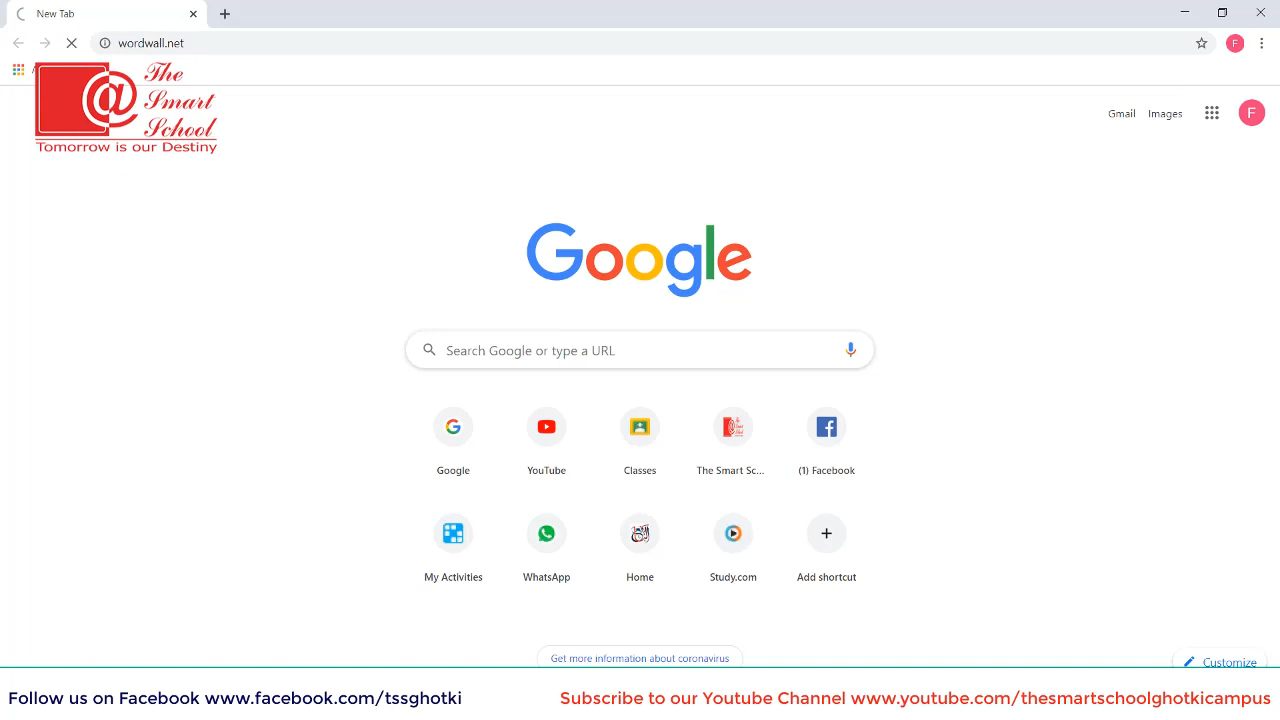 New Tab
wordwall.net
The
Smart
School
Tomorrow is our Destiny
Gmail Images F
F
Google
Search Google or type a URL
Google YouTube Classes The Smart Sc... (1) Facebook
My Activities WhatsApp Home Study.com Add shortcut
Get more information about coronavirus
Customize
Follow us on Facebook www.facebook.com/tssghotki
Subscribe to our Youtube Channel www.youtube.com/thesmartschoolghotkicampus